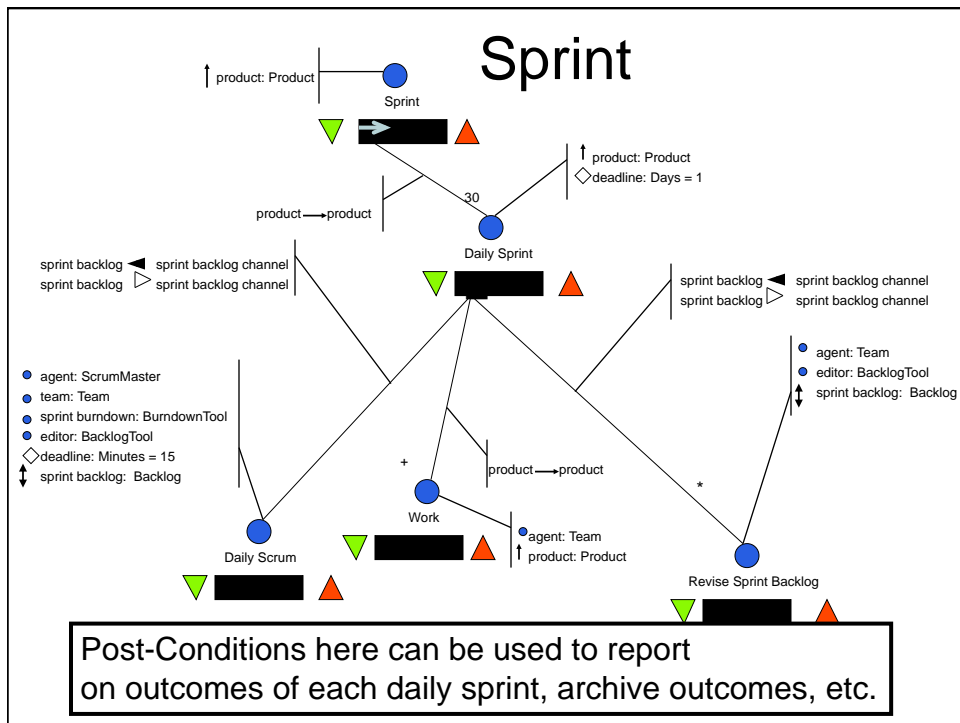 Sprint
product: Product
Sprint
product: Product
deadline: Days = 1
30
product product
Daily Sprint
sprint backlog sprint backlog channel
sprint backlog sprint backlog channel
sprint backlog sprint backlog channel
sprint backlog sprint backlog channel
agent: Team
editor: BacklogTool
sprint backlog: Backlog
agent: ScrumMaster
team: Team
sprint burndown: BurndownTool
editor: BacklogTool
deadline: Minutes = 15
sprint backlog: Backlog
+
product product
*
Work
agent: Team
product: Product
Daily Scrum
Revise Sprint Backlog
Post-Conditions here can be used to report
on outcomes of each daily sprint, archive outcomes, etc.